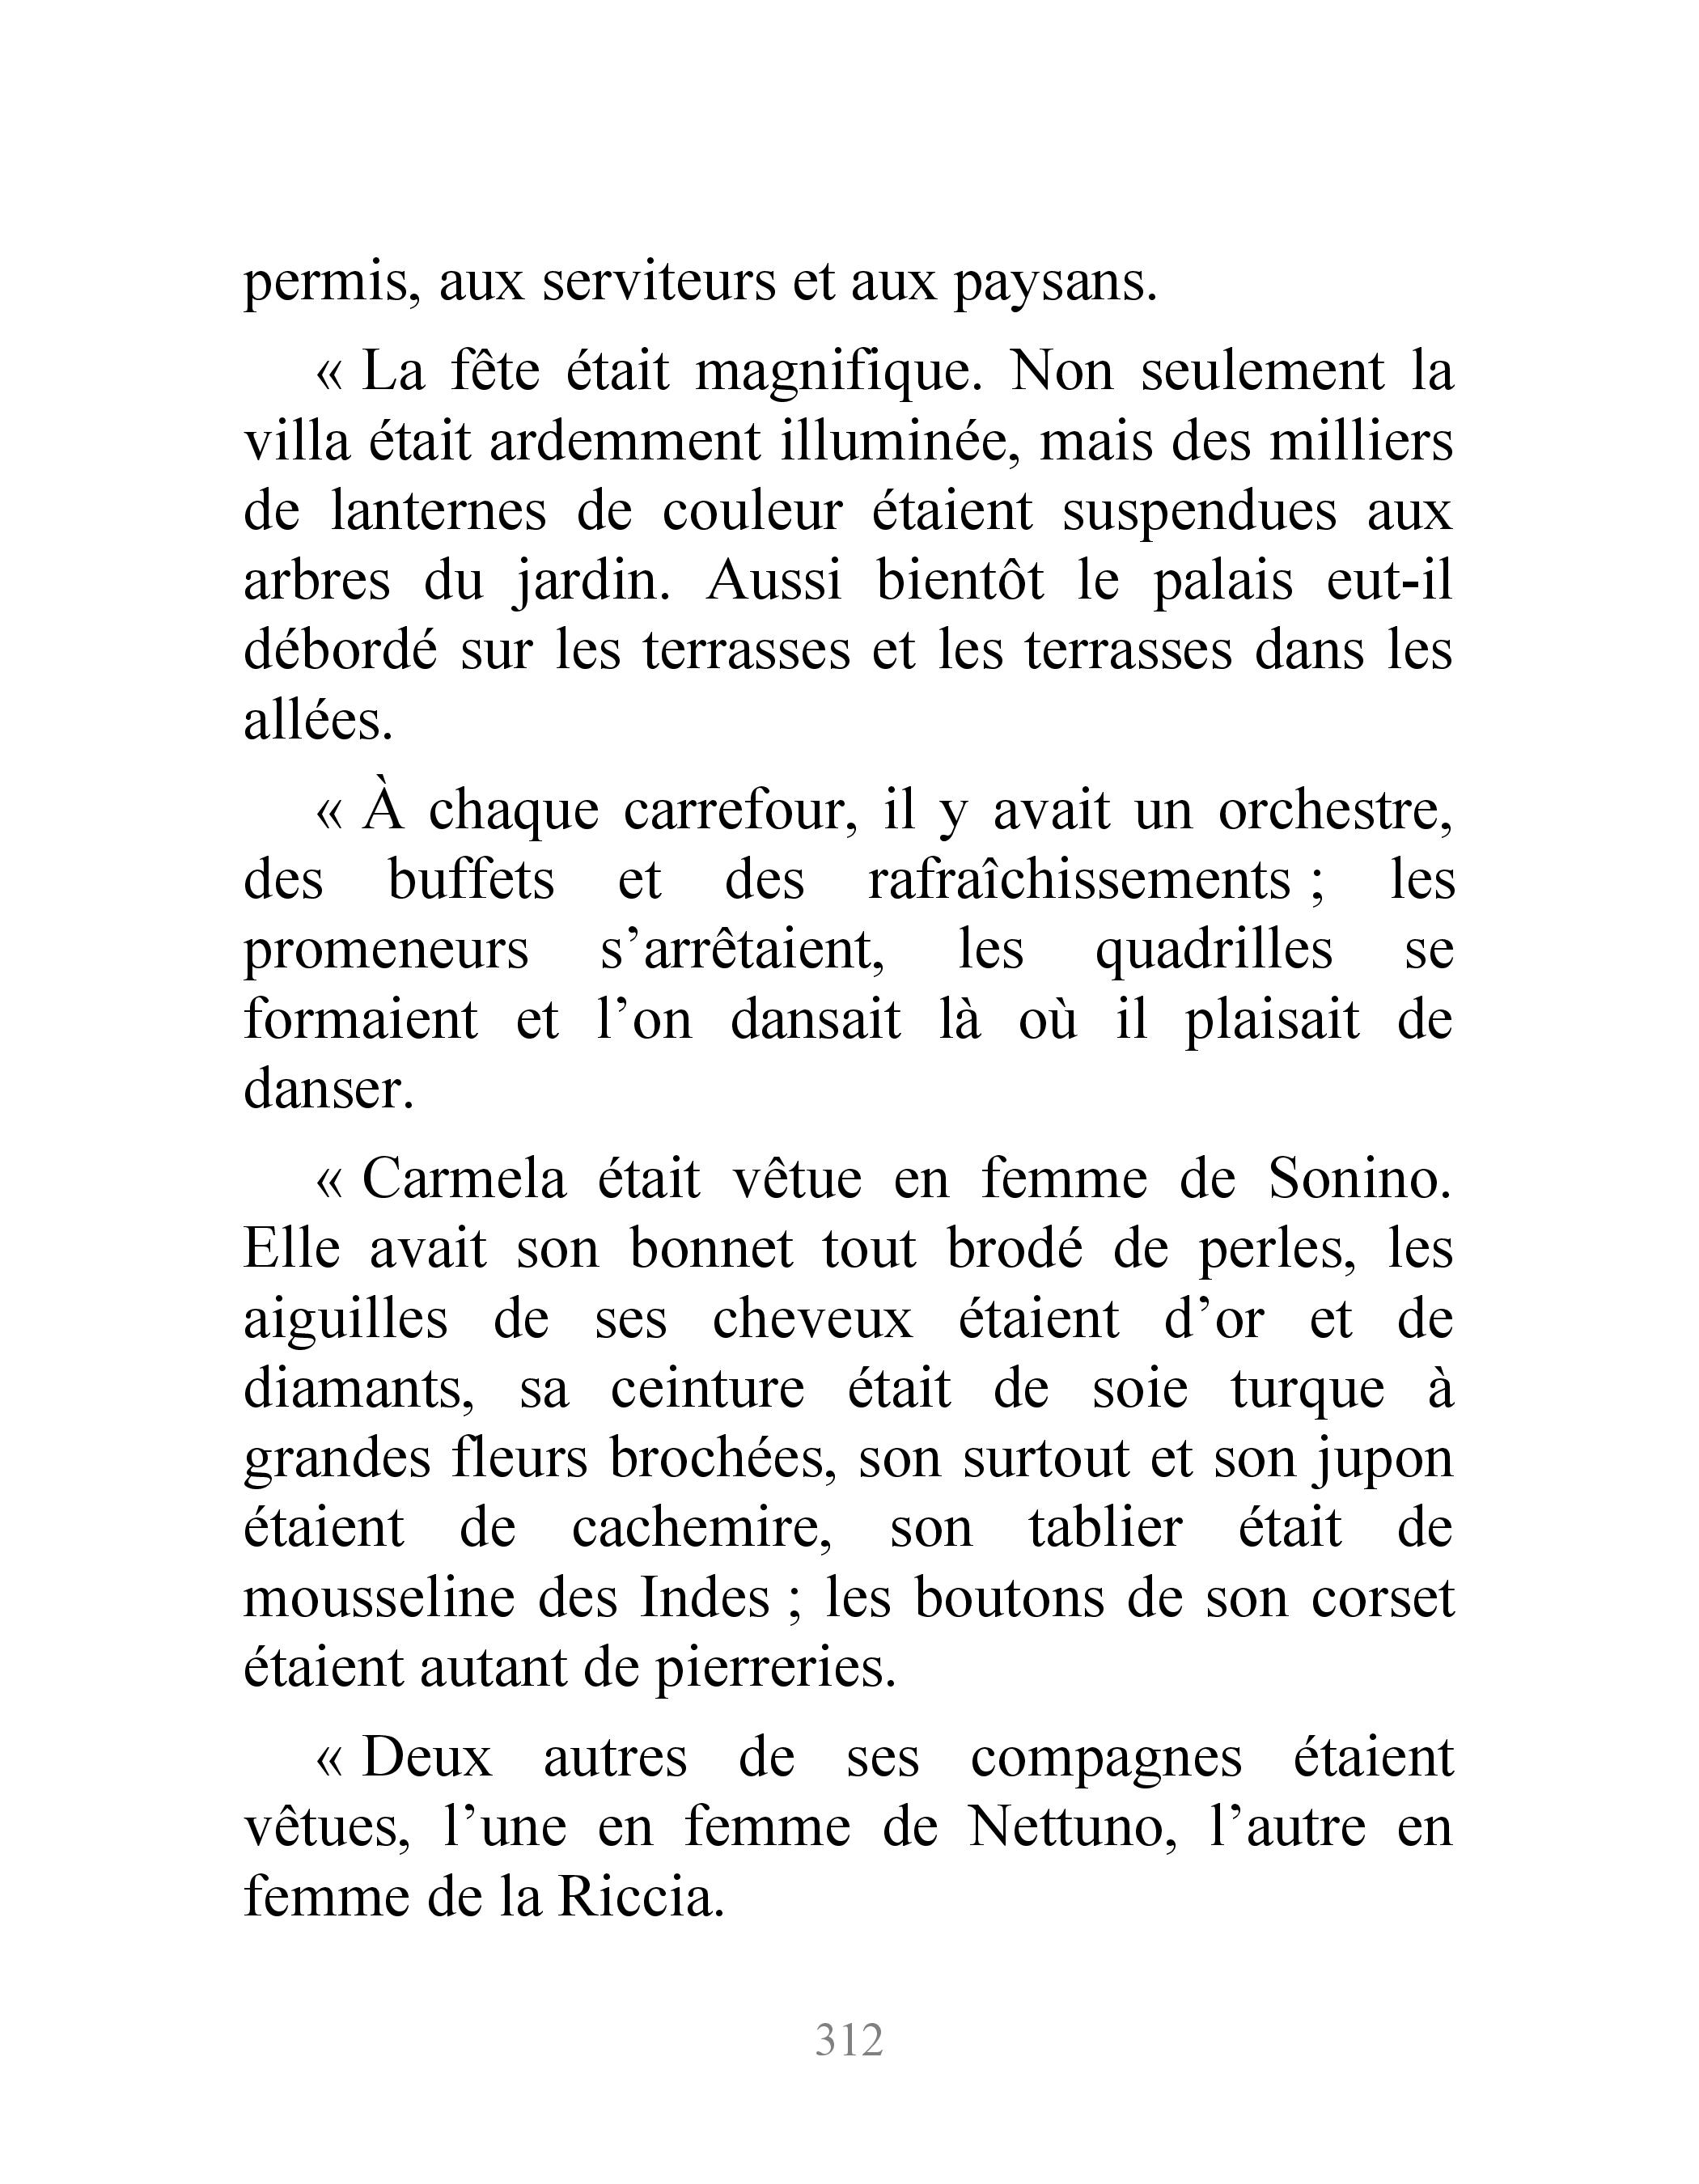 permis, aux serviteurs et aux paysans.
« La fête était magnifique. Non seulement la
villa était ardemment illuminée, mais des milliers
de lanternes de couleur étaient suspendues aux
arbres du jardin. Aussi bientôt le palais eut-il
débordé sur les terrasses et les terrasses dans les
allées.
« À chaque carrefour, il y avait un orchestre,
des buffets et des rafraîchissements ; les
promeneurs s’arrêtaient, les quadrilles se
formaient et l’on dansait là où il plaisait de
danser.
« Carmela était vêtue en femme de Sonino.
Elle avait son bonnet tout brodé de perles, les
aiguilles de ses cheveux étaient d’or et de
diamants, sa ceinture était de soie turque à
grandes fleurs brochées, son surtout et son jupon
étaient de cachemire, son tablier était de
mousseline des Indes ; les boutons de son corset
étaient autant de pierreries.
« Deux autres de ses compagnes étaient
vêtues, l’une en femme de Nettuno, l’autre en
femme de la Riccia.
312